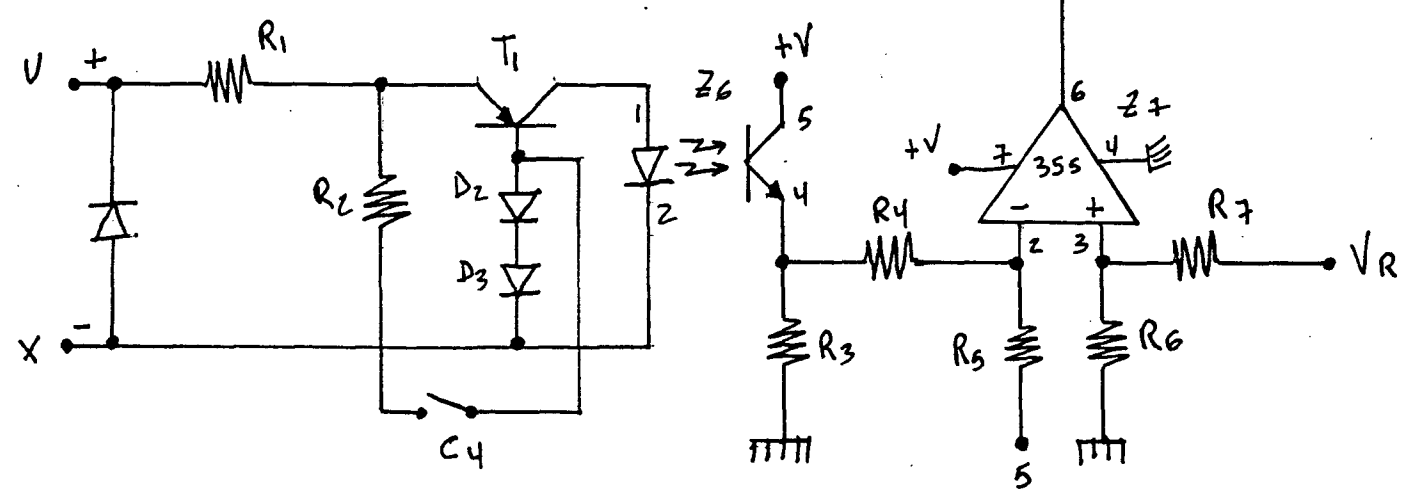 U + R1 T1 +V
Z6 5 6 Z7
1 +V 7 355 4
R2 D2 2 4 R4 - + R7
D3 2 3 VR
X - R3 R5 R6
C4 5